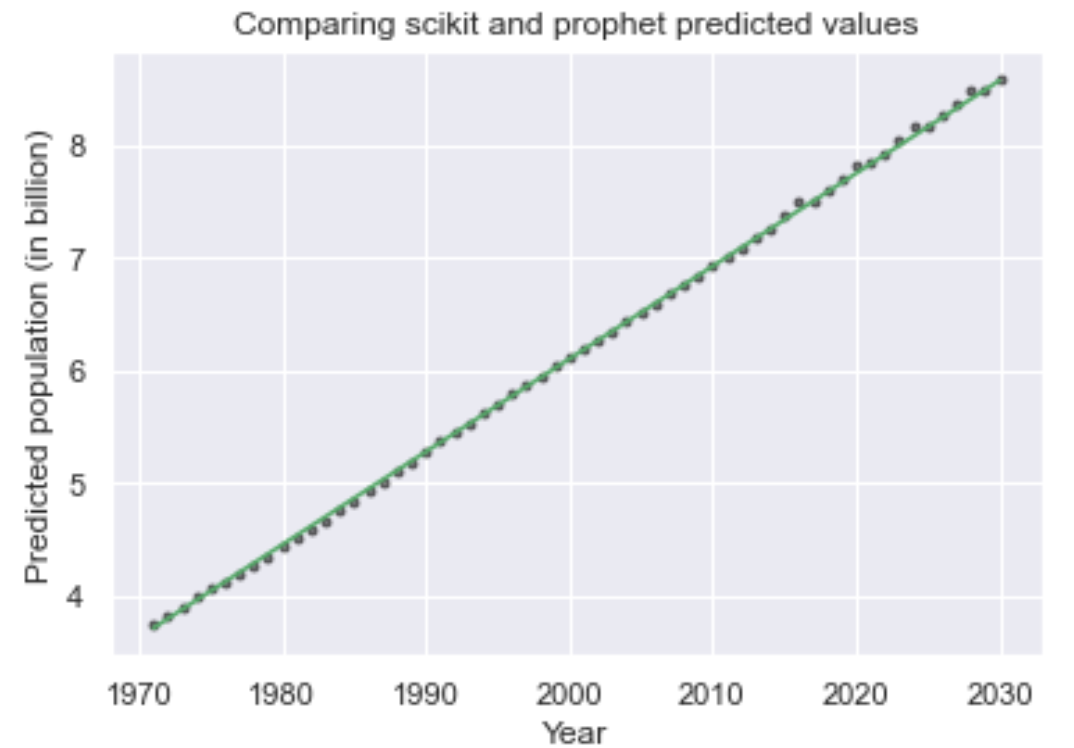 Comparing scikit and prophet predicted values
Predicted population (in billion)
8
7
6
5
4
1970 1980 1990 2000 2010 2020 2030
Year